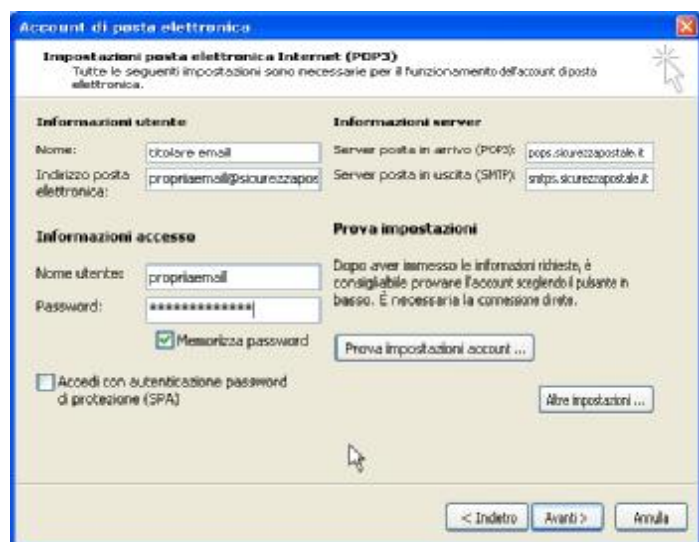 Account di posta elettronica
Impostazioni posta elettronica Internet (POP3)
Tutte le seguenti impostazioni sono necessarie per il funzionamento dell'account di posta
elettronica.
Informazioni utente
Nome: titolare email
Indirizzo posta
elettronica: propriaemail@sicurezzapos
Informazioni accesso
Nome utente: propriaemail
Password: **************
Memorizza password
Accedi con autenticazione password
di protezione (SPA)
Informazioni server
Server posta in arrivo (POP3): pops.sicurezzapostale.it
Server posta in uscita (SMTP): smtps.sicurezzapostale.it
Prova impostazioni
Dopo aver immesso le informazioni richieste, è
consigliabile provare l'account scegliendo il pulsante in
basso. È necessaria la connessione di rete.
Prova impostazioni account ...
Altre impostazioni ...
< Indietro Avanti > Annulla